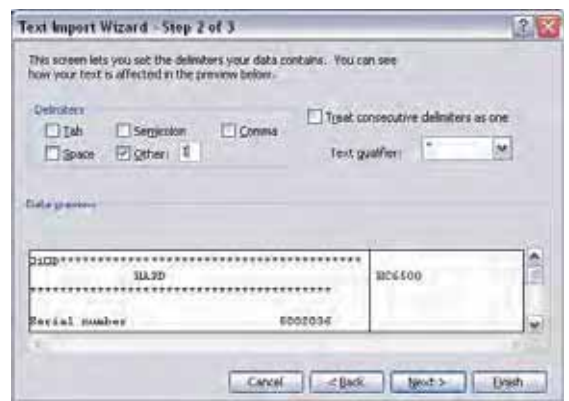 Text Import Wizard - Step 2 of 3
This screen lets you set the delimiters your data contains. You can see
how your text is affected in the preview below.
Delimiters
Tab Semicolon Comma
Space Other:
Treat consecutive delimiters as one
Text qualifier: "
Data preview
Serial number
Cancel < Back Next > Finish